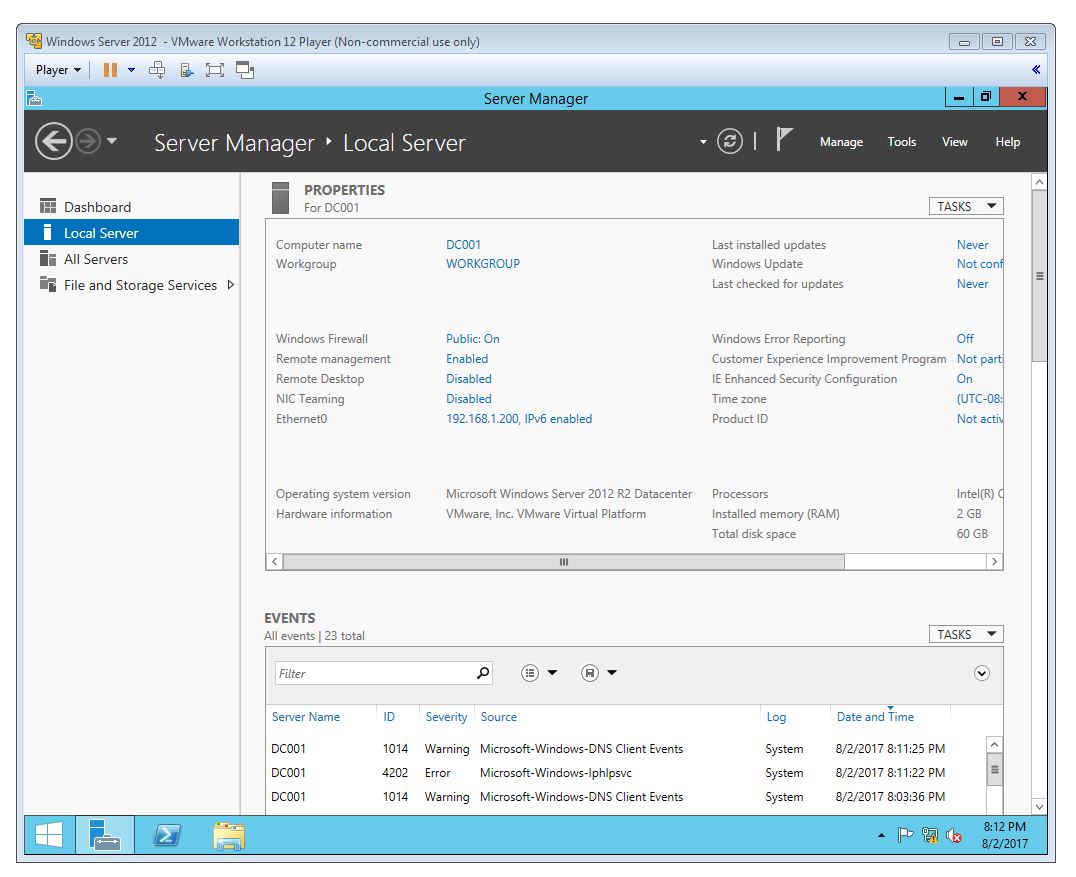 Windows Server 2012 - VMware Workstation 12 Player (Non-commercial use only)
Player
Server Manager
Server Manager Local Server
Manage Tools View Help
Dashboard
Local Server
All Servers
File and Storage Services
PROPERTIES
For DC001
TASKS
Computer name DC001 Last installed updates Never
Workgroup WORKGROUP Windows Update Not conf
Last checked for updates Never
Windows Firewall Public: On Windows Error Reporting Off
Remote management Enabled Customer Experience Improvement Program Not parti
Remote Desktop Disabled IE Enhanced Security Configuration On
NIC Teaming Disabled Time zone (UTC-08:
Ethernet0 192.168.1.200, IPv6 enabled Product ID Not activ
Operating system version Microsoft Windows Server 2012 R2 Datacenter Processors Intel(R) C
Hardware information VMware, Inc. VMware Virtual Platform Installed memory (RAM) 2 GB
Total disk space 60 GB
EVENTS
All events | 23 total
TASKS
Filter
Server Name ID Severity Source Log Date and Time
DC001 1014 Warning Microsoft-Windows-DNS Client Events System 8/2/2017 8:11:25 PM
DC001 4202 Error Microsoft-Windows-Iphlpsvc System 8/2/2017 8:11:22 PM
DC001 1014 Warning Microsoft-Windows-DNS Client Events System 8/2/2017 8:03:36 PM
8:12 PM
8/2/2017